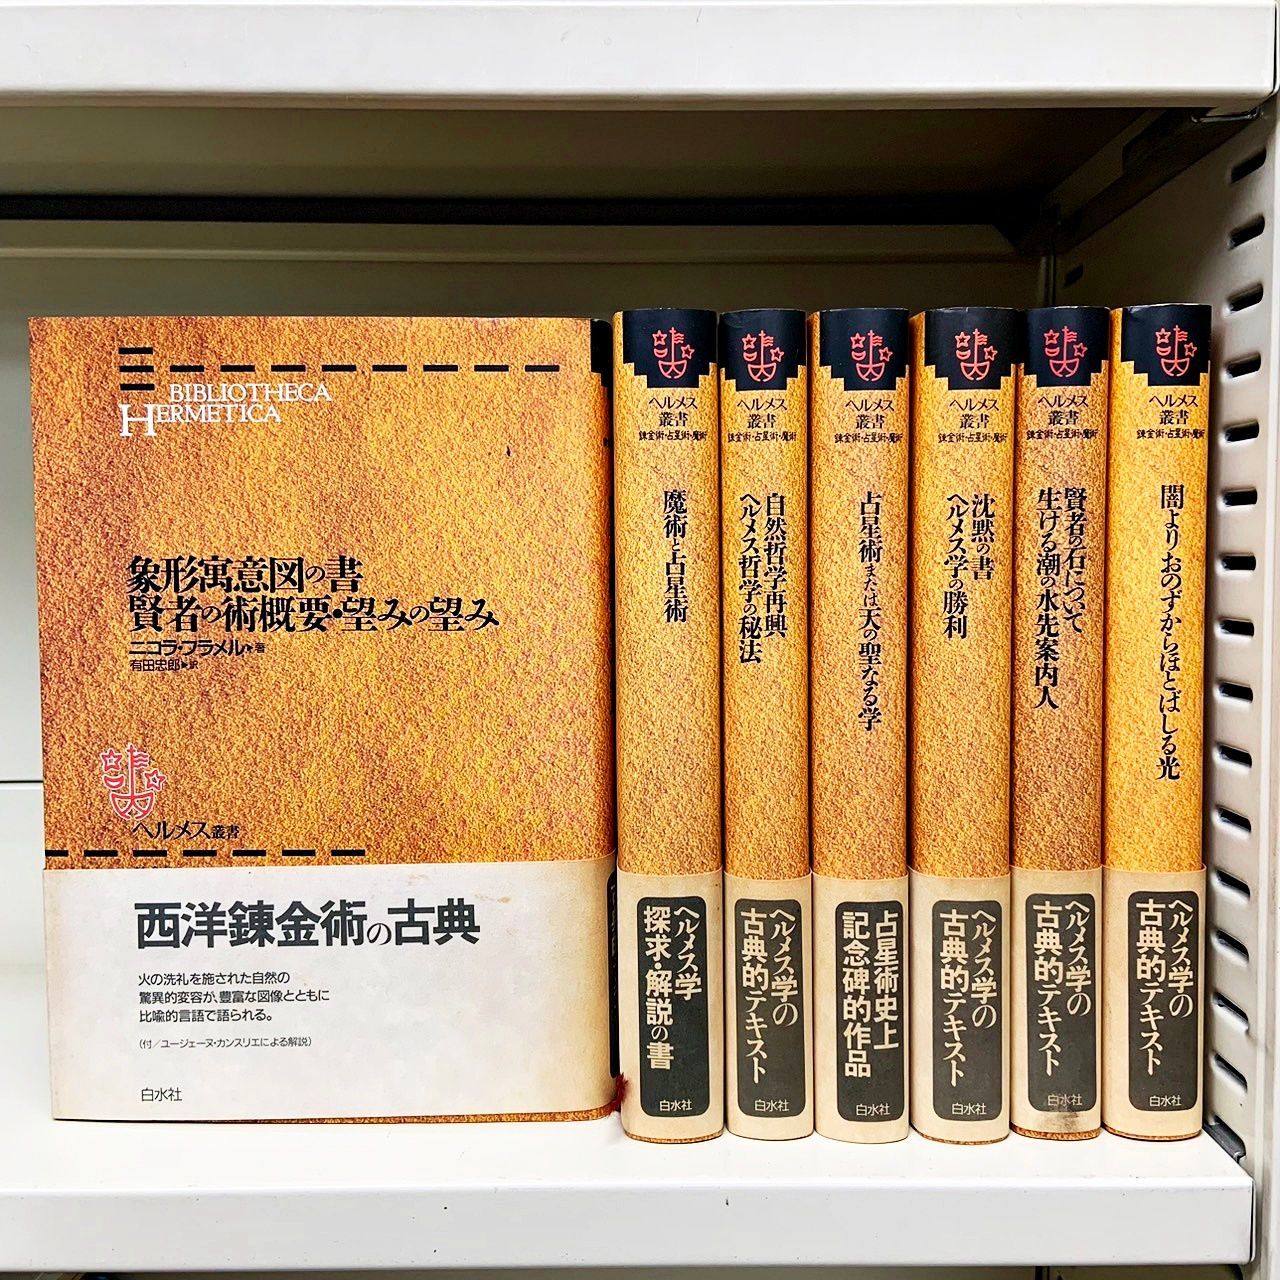 BIBLIOTHECA
HERMETICA
象形寓意図の書
賢者の術概要・望みの望み
ニコラ・フラメル▶著
有田忠郎▶訳
ヘルメス叢書
西洋錬金術の古典
火の洗礼を施された自然の
驚異的変容が、豊富な図像とともに
比喩的言語で語られる。
(付/ユージェーヌ・カンスリエによる解説)
白水社
ヘルメス
叢書
錬金術・占星術・魔術
魔術と占星術
ヘルメス学
探求・解説の書
白水社
ヘルメス
叢書
錬金術・占星術・魔術
自然哲学再興
ヘルメス哲学の秘法
ヘルメス学の
古典的テキスト
白水社
ヘルメス
叢書
錬金術・占星術・魔術
占星術または天の聖なる学
占星術史上
記念碑的作品
白水社
ヘルメス
叢書
錬金術・占星術・魔術
沈黙の書
ヘルメス学の勝利
ヘルメス学の
古典的テキスト
白水社
ヘルメス
叢書
錬金術・占星術・魔術
賢者の石について
生ける潮の水先案内人
ヘルメス学の
古典的テキスト
白水社
ヘルメス
叢書
錬金術・占星術・魔術
闇よりおのずからほとばしる光
ヘルメス学の
古典的テキスト
白水社